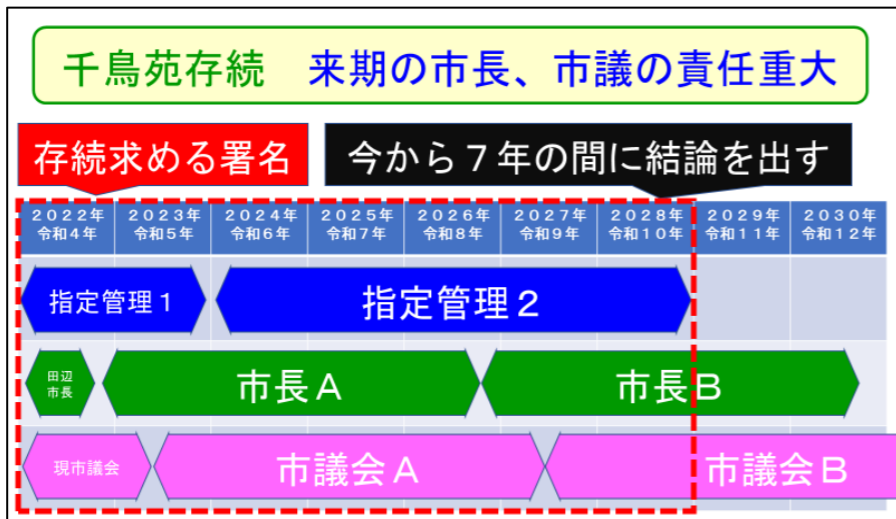 千鳥苑存続　来期の市長、市議の責任重大
存続求める署名
今から７年の間に結論を出す
２０２２年 ２０２３年 ２０２４年 ２０２５年 ２０２６年 ２０２７年 ２０２８年 ２０２９年 ２０３０年
令和４年 令和５年 令和６年 令和７年 令和８年 令和９年 令和１０年 令和１１年 令和１２年
指定管理１ 指定管理２
田辺
市長
市長Ａ 市長Ｂ
現市議会 市議会Ａ 市議会Ｂ